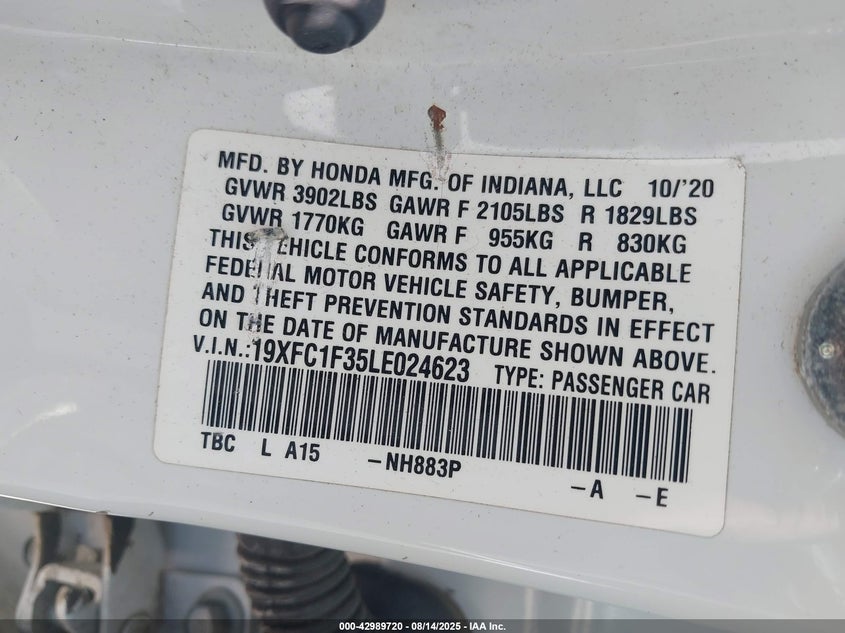 MFD. BY HONDA MFG. OF INDIANA, LLC 10/'20
GVWR 3902LBS GAWR F 2105LBS R 1829LBS
GVWR 1770KG GAWR F 955KG R 830KG
THIS VEHICLE CONFORMS TO ALL APPLICABLE
FEDERAL MOTOR VEHICLE SAFETY, BUMPER,
AND THEFT PREVENTION STANDARDS IN EFFECT
ON THE DATE OF MANUFACTURE SHOWN ABOVE.
V.I.N.:19XFC1F35LE024623 TYPE: PASSENGER CAR
TBC L A15 -NH883P -A -E
000-42989720 - 08/14/2025 - IAA Inc.